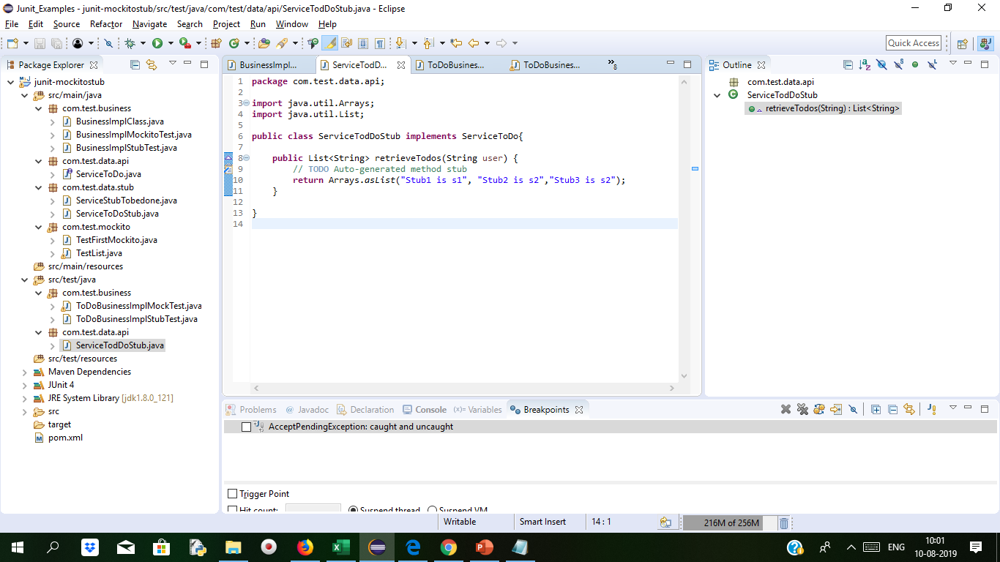 Junit_Examples - junit-mockitostub/src/test/java/com/test/data/api/ServiceTodDoStub.java - Eclipse
File Edit Source Refactor Navigate Search Project Run Window Help
Quick Access
Package Explorer
junit-mockitostub
src/main/java
com.test.business
BusinessImplClass.java
BusinessImplMockitoTest.java
BusinessImplStubTest.java
com.test.data.api
ServiceToDo.java
com.test.data.stub
ServiceStubTobedone.java
ServiceToDoStub.java
com.test.mockito
TestFirstMockito.java
TestList.java
src/main/resources
src/test/java
com.test.business
ToDoBusinessImplMockTest.java
ToDoBusinessImplStubTest.java
com.test.data.api
ServiceTodDoStub.java
src/test/resources
Maven Dependencies
JUnit 4
JRE System Library [jdk1.8.0_121]
src
target
pom.xml
BusinessImpl... ServiceTodD... ToDoBusines... ToDoBusines... »8
1 package com.test.data.api;
2
3 import java.util.Arrays;
4 import java.util.List;
5
6 public class ServiceTodDoStub implements ServiceToDo{
7
8 public List<String> retrieveTodos(String user) {
9 // TODO Auto-generated method stub
10 return Arrays.asList("Stub1 is s1", "Stub2 is s2","Stub3 is s2");
11 }
12
13 }
14
Outline
com.test.data.api
ServiceTodDoStub
retrieveTodos(String) : List<String>
Problems @ Javadoc Declaration Console (x)= Variables Breakpoints
AcceptPendingException: caught and uncaught
Trigger Point
Hit count: Suspend thread Suspend VM
Writable Smart Insert 14 : 1 216M of 256M
ENG 10:01
10-08-2019